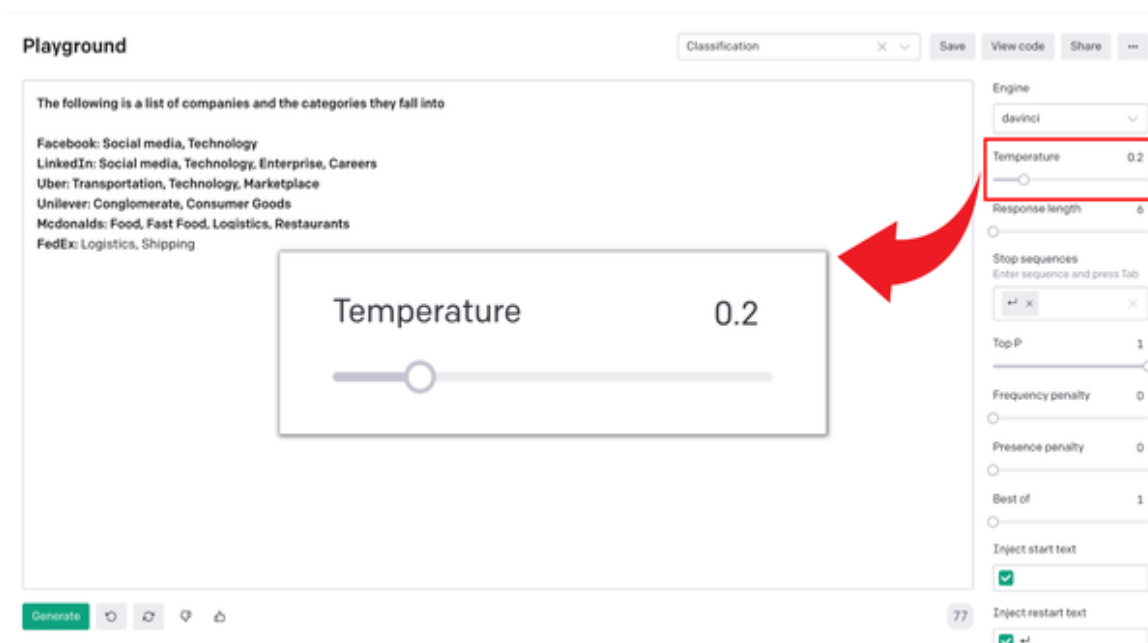 Playground
Classification
Save
View code
Share
The following is a list of companies and the categories they fall into
Facebook: Social media, Technology
LinkedIn: Social media, Technology, Enterprise, Careers
Uber: Transportation, Technology, Marketplace
Unilever: Conglomerate, Consumer Goods
Mcdonalds: Food, Fast Food, Logistics, Restaurants
FedEx: Logistics, Shipping
Temperature 0.2
Generate
77
Engine
davinci
Temperature 0.2
Response length 6
Stop sequences
Enter sequence and press Tab
↵ ×
Top P 1
Frequency penalty 0
Presence penalty 0
Best of 1
Inject start text
Inject restart text
↵